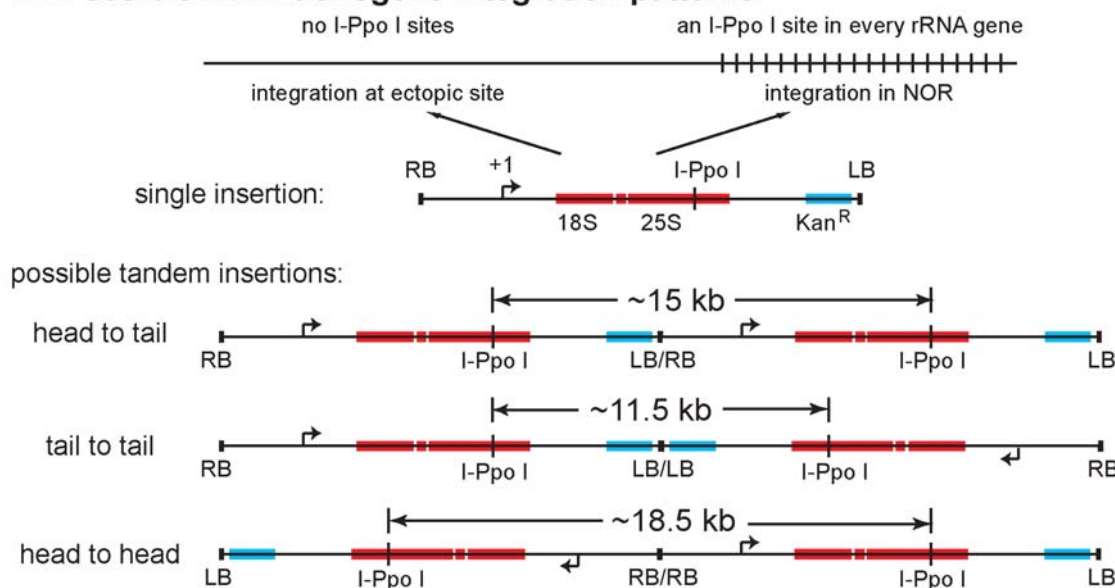 no I-Ppo I sites an I-Ppo I site in every rRNA gene
integration at ectopic site integration in NOR
RB +1 I-Ppo I LB
single insertion:
18S 25S Kan^R
possible tandem insertions:
~15 kb
head to tail
RB I-Ppo I LB/RB I-Ppo I LB
~11.5 kb
tail to tail
RB I-Ppo I LB/LB I-Ppo I RB
~18.5 kb
head to head
LB I-Ppo I RB/RB I-Ppo I LB